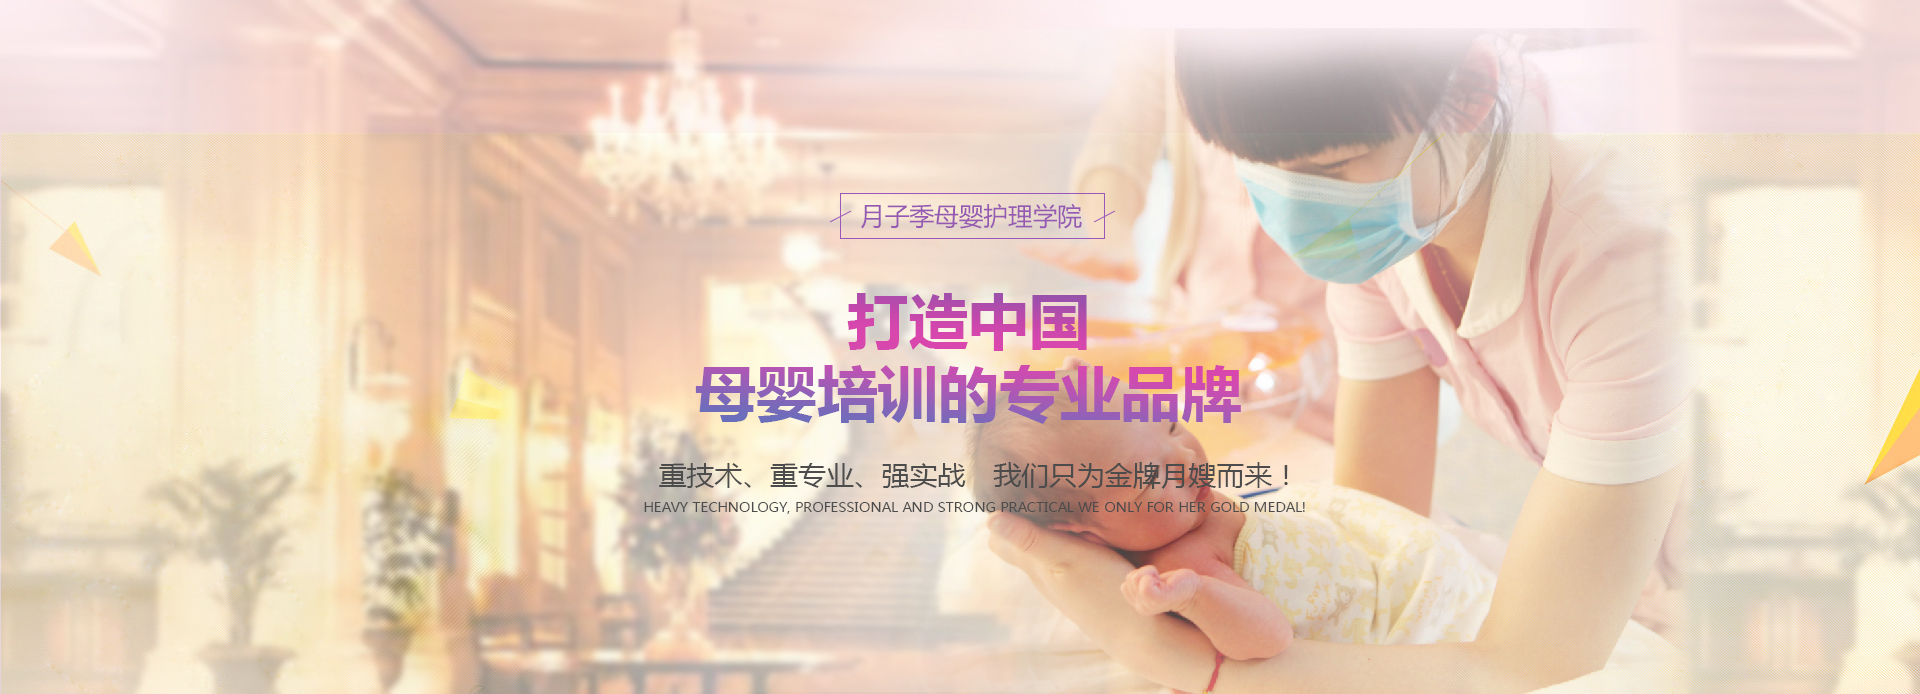 月子季母婴护理学院
打造中国
母婴培训的专业品牌
重技术、重专业、强实战 我们只为金牌月嫂而来！
HEAVY TECHNOLOGY, PROFESSIONAL AND STRONG PRACTICAL WE ONLY FOR HER GOLD MEDAL!